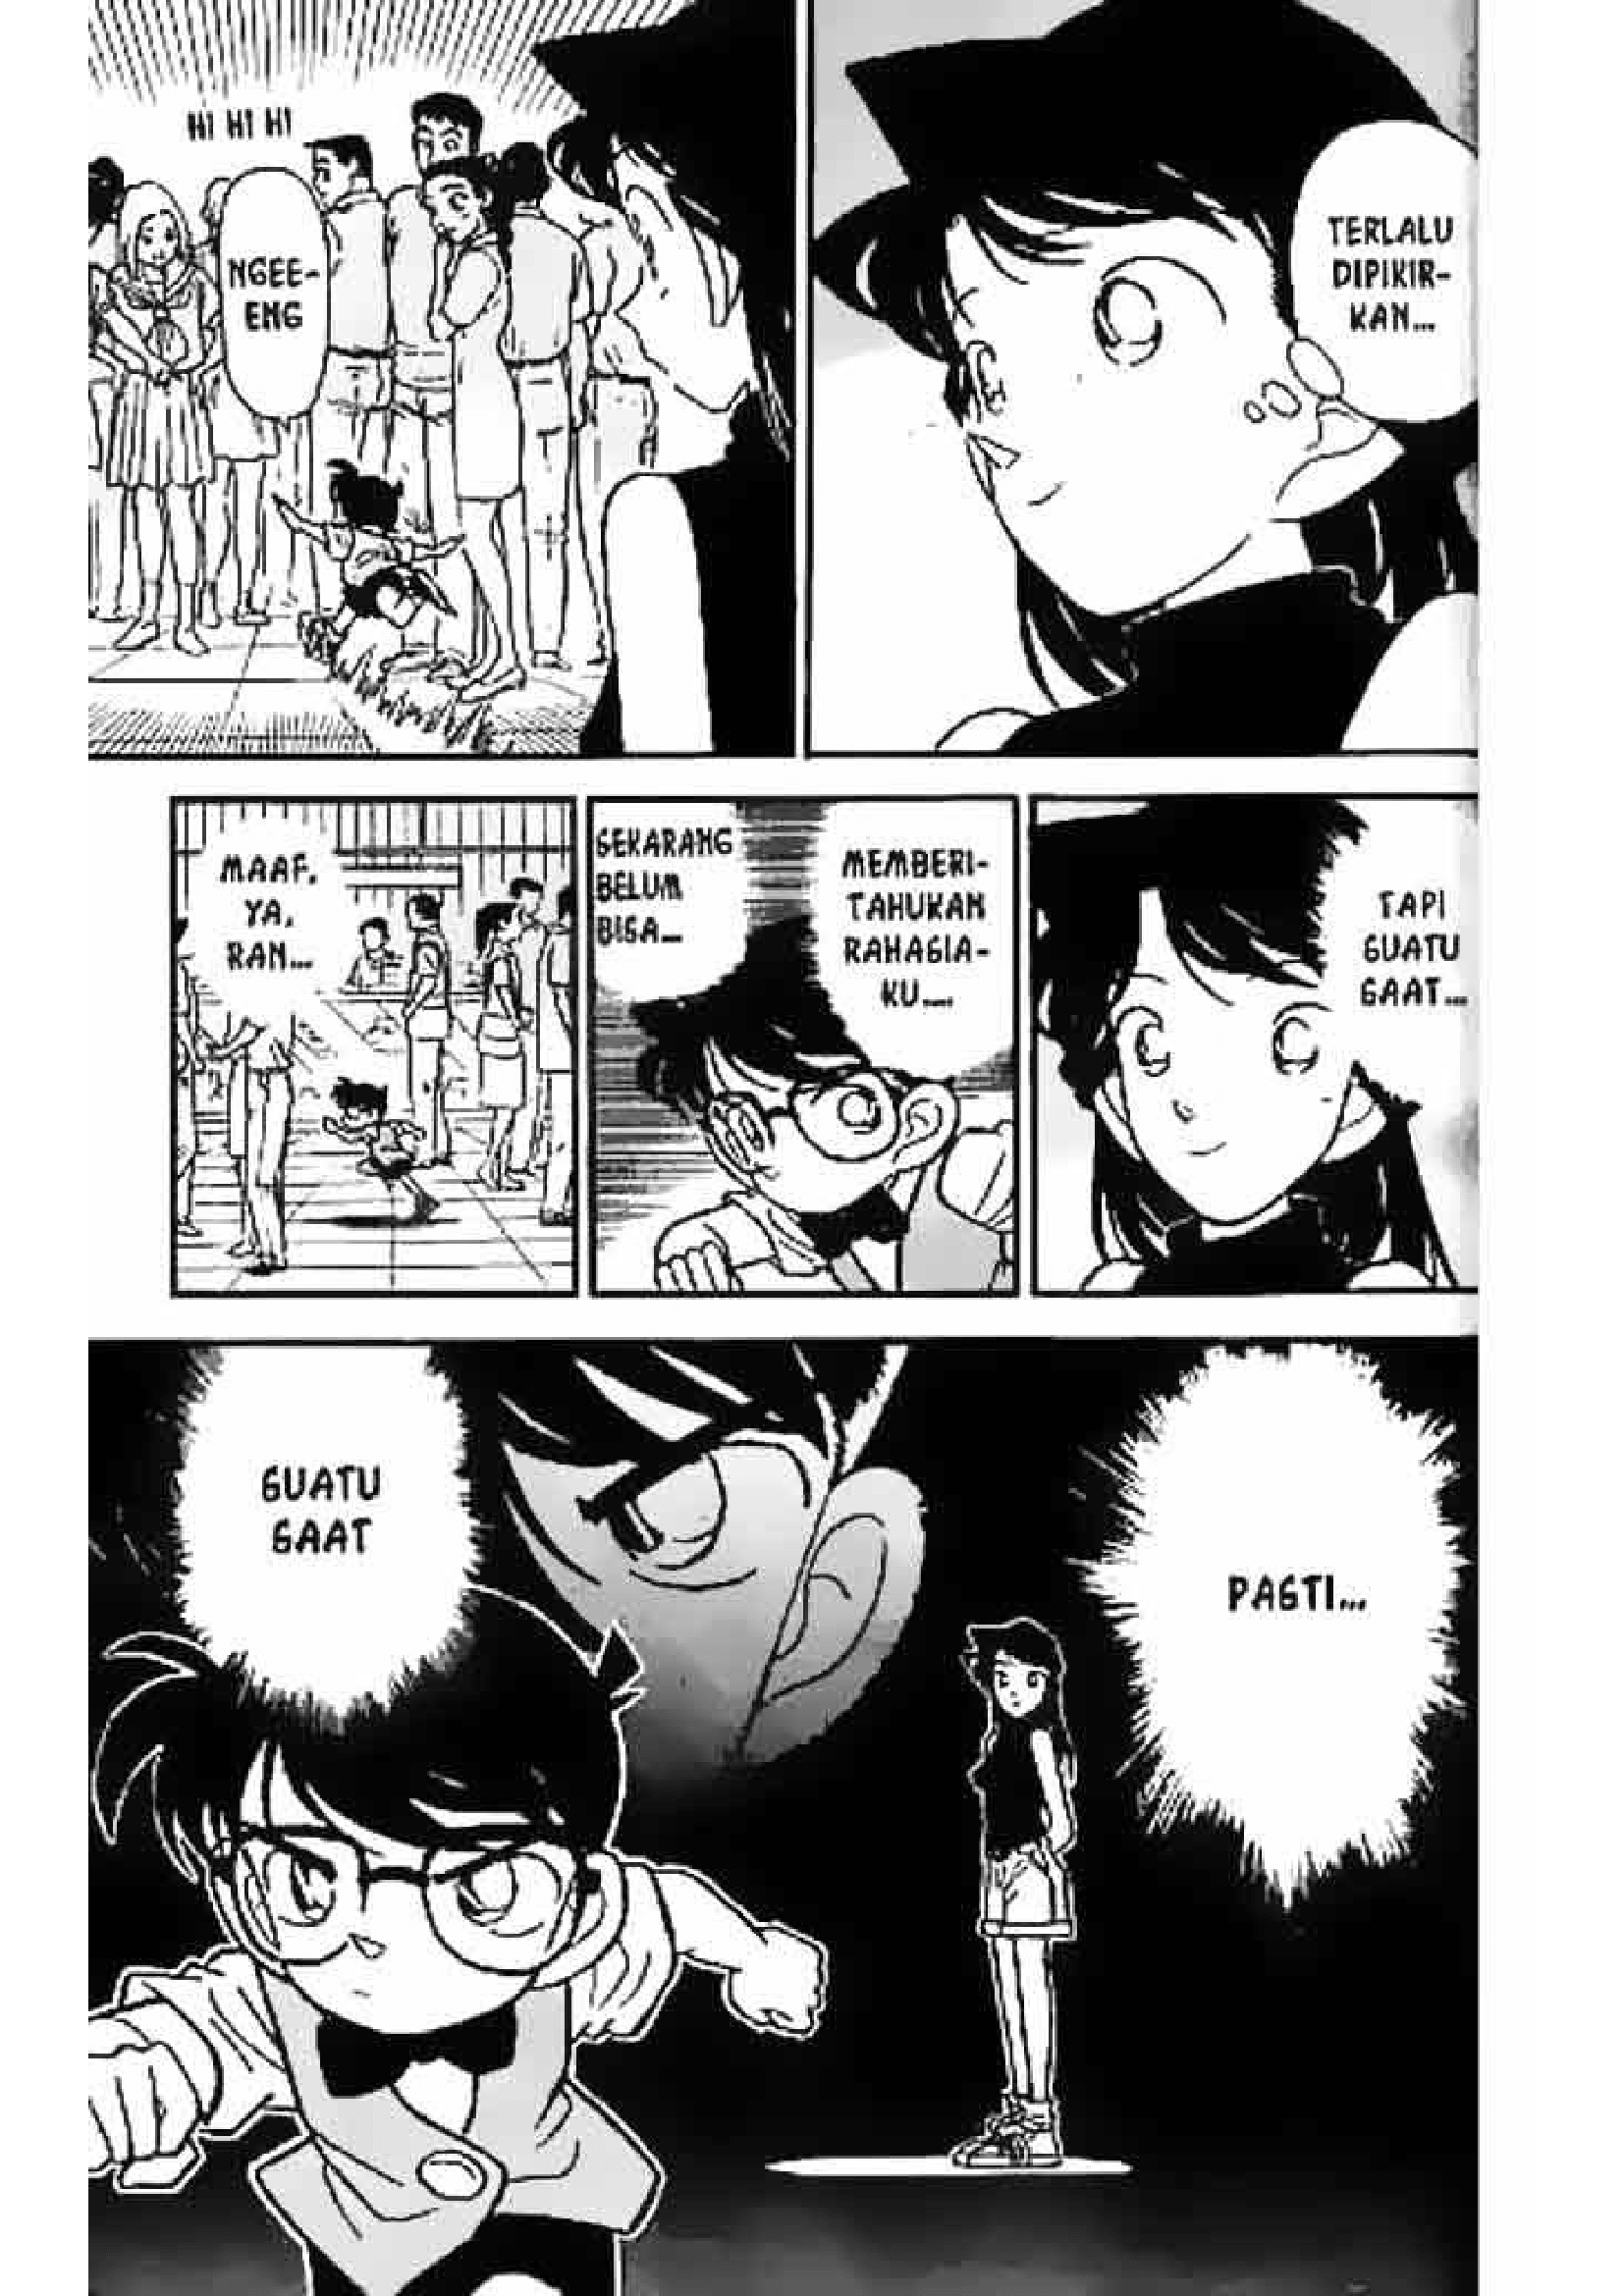 TERLALU
DIPIKIR-
KAN...
HI HI HI
NGEE-
ENG
TAPI
SUATU
SAAT...
MEMBERI-
TAHUKAN
RAHASIA-
KU....
SEKARANG
BELUM
BISA...
MAAF,
YA,
RAN...
PASTI...
SUATU
SAAT